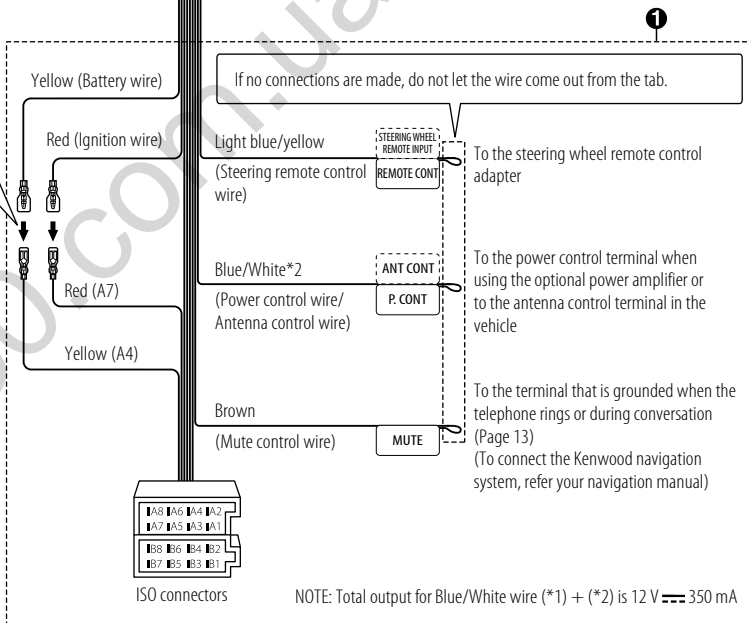 ❶
If no connections are made, do not let the wire come out from the tab.
Yellow (Battery wire)
Red (Ignition wire)
Red (A7)
Yellow (A4)
Light blue/yellow
(Steering remote control
wire)
STEERING WHEEL
REMOTE INPUT
REMOTE CONT
To the steering wheel remote control
adapter
Blue/White*2
(Power control wire/
Antenna control wire)
ANT CONT
P. CONT
To the power control terminal when
using the optional power amplifier or
to the antenna control terminal in the
vehicle
Brown
(Mute control wire)
MUTE
To the terminal that is grounded when the
telephone rings or during conversation
(Page 13)
(To connect the Kenwood navigation
system, refer your navigation manual)
A8 A6 A4 A2
A7 A5 A3 A1
B8 B6 B4 B2
B7 B5 B3 B1
ISO connectors
NOTE: Total output for Blue/White wire (*1) + (*2) is 12 V ⎓ 350 mA